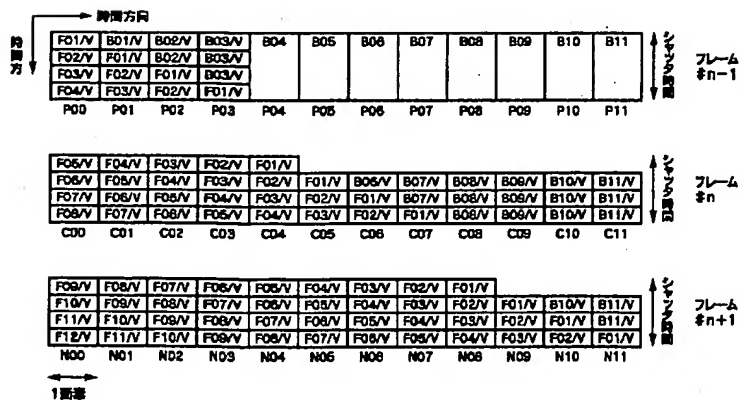 時間方向
時間方
F01/V B01/V B02/V B03/V B04 B05 B06 B07 B08 B09 B10 B11
F02/V F01/V B02/V B03/V
F03/V F02/V F01/V B03/V
F04/V F03/V F02/V F01/V
P00 P01 P02 P03 P04 P05 P06 P07 P08 P09 P10 P11
シャッタ時間
フレーム
#n-1
F05/V F04/V F03/V F02/V F01/V
F06/V F05/V F04/V F03/V F02/V F01/V B06/V B07/V B08/V B09/V B10/V B11/V
F07/V F06/V F05/V F04/V F03/V F02/V F01/V B07/V B08/V B09/V B10/V B11/V
F08/V F07/V F06/V F05/V F04/V F03/V F02/V F01/V B08/V B09/V B10/V B11/V
C00 C01 C02 C03 C04 C05 C06 C07 C08 C09 C10 C11
シャッタ時間
フレーム
#n
F09/V F08/V F07/V F06/V F05/V F04/V F03/V F02/V F01/V
F10/V F09/V F08/V F07/V F06/V F05/V F04/V F03/V F02/V F01/V B10/V B11/V
F11/V F10/V F09/V F08/V F07/V F06/V F05/V F04/V F03/V F02/V F01/V B11/V
F12/V F11/V F10/V F09/V F08/V F07/V F06/V F05/V F04/V F03/V F02/V F01/V
N00 N01 N02 N03 N04 N05 N06 N07 N08 N09 N10 N11
シャッタ時間
フレーム
#n+1
1画素